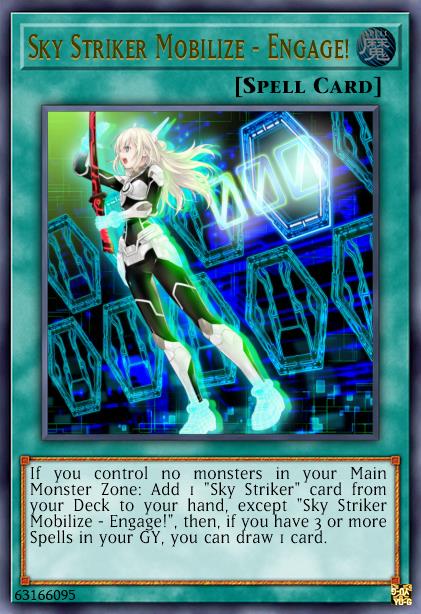 Sky Striker Mobilize - Engage!
魔
[Spell Card]
If you control no monsters in your Main
Monster Zone: Add 1 "Sky Striker" card from
your Deck to your hand, except "Sky Striker
Mobilize - Engage!", then, if you have 3 or more
Spells in your GY, you can draw 1 card.
63166095